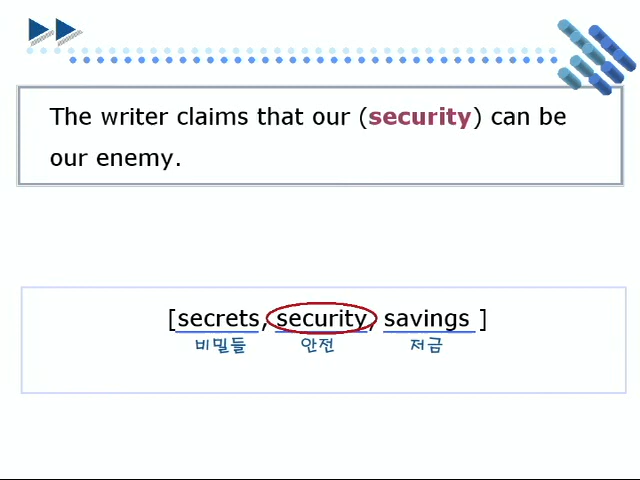 The writer claims that our (security) can be
our enemy.
[secrets, security, savings ]
비밀들 안전 저금